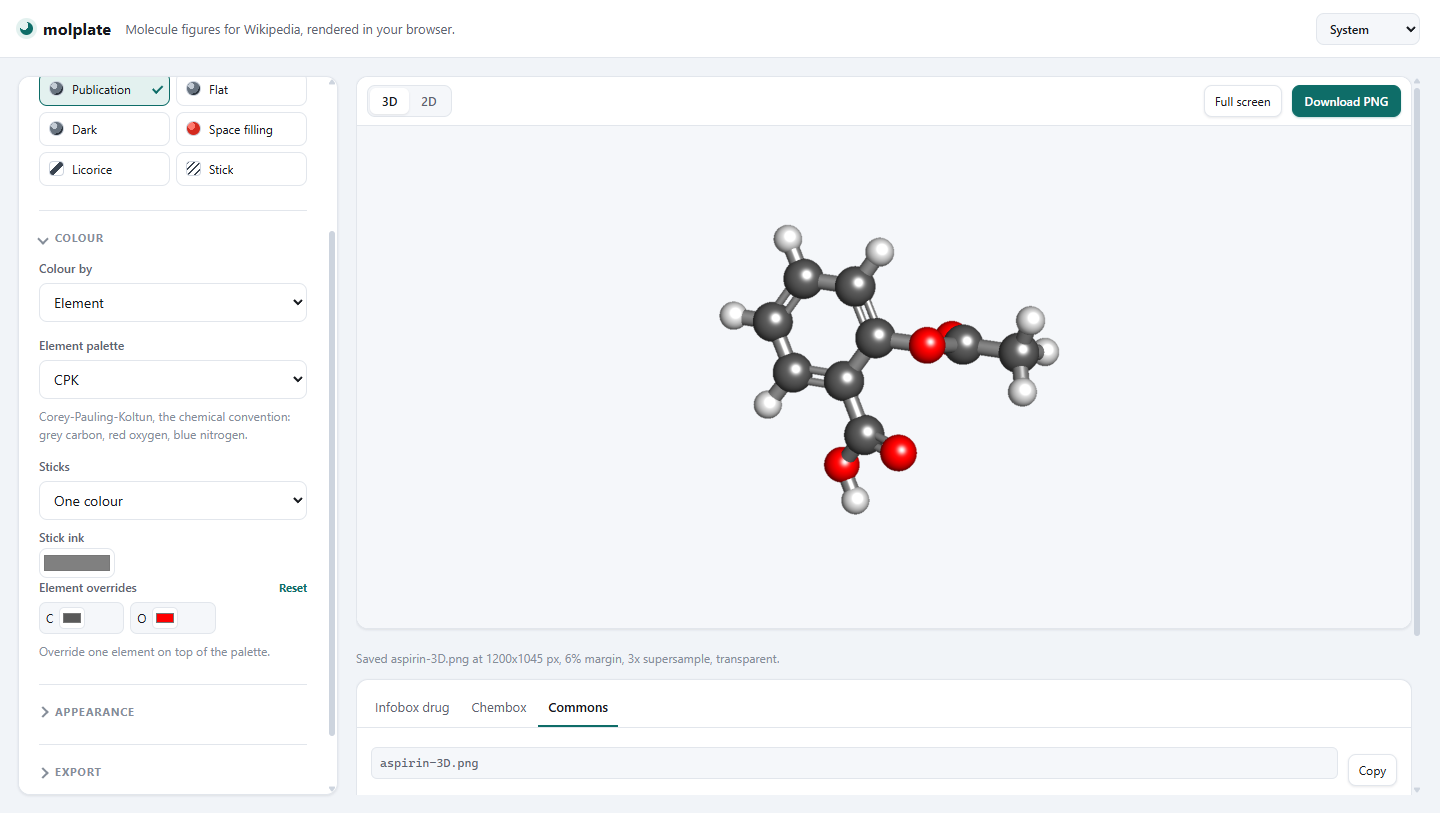 molplate
Molecule figures for Wikipedia, rendered in your browser.
System
Publication
Flat
Dark
Space filling
Licorice
Stick
COLOUR
Colour by
Element
Element palette
CPK
Corey-Pauling-Koltun, the chemical convention:
grey carbon, red oxygen, blue nitrogen.
Sticks
One colour
Stick ink
Element overrides
Reset
C
O
Override one element on top of the palette.
APPEARANCE
EXPORT
3D
2D
Full screen
Download PNG
Saved aspirin-3D.png at 1200x1045 px, 6% margin, 3x supersample, transparent.
Infobox drug
Chembox
Commons
aspirin-3D.png
Copy